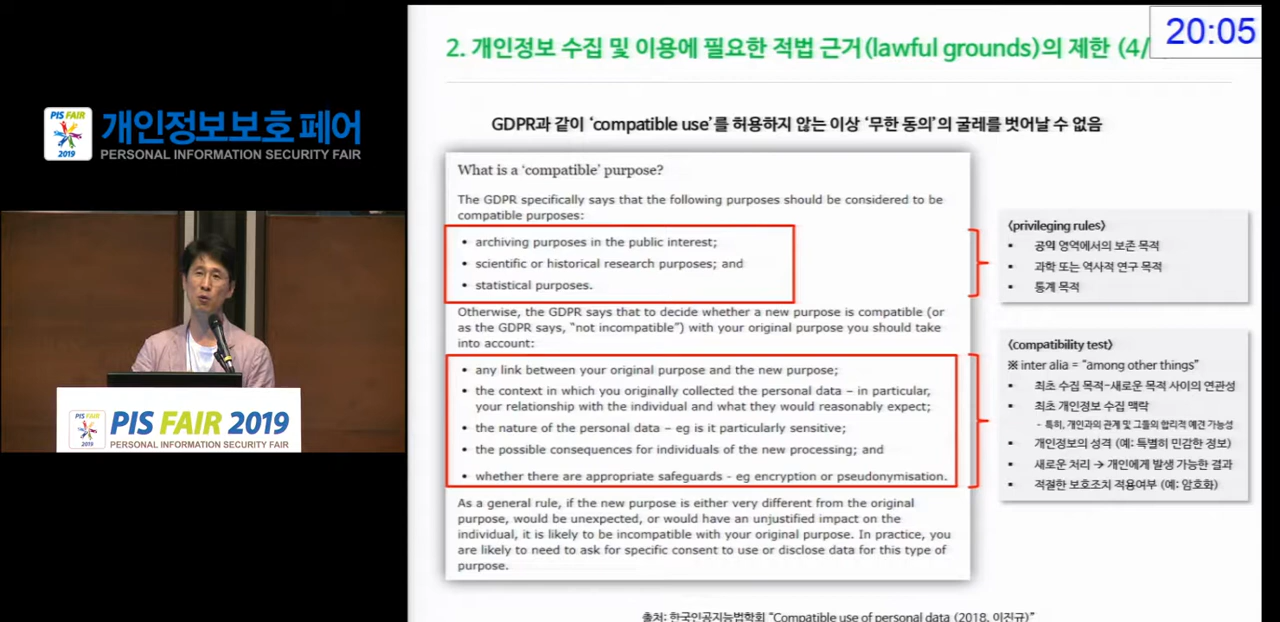 PIS FAIR
2019
개인정보보호 페어
PERSONAL INFORMATION SECURITY FAIR
PIS FAIR
2019
PIS FAIR 2019
PERSONAL INFORMATION SECURITY FAIR
20:05
2. 개인정보 수집 및 이용에 필요한 적법 근거(lawful grounds)의 제한 (4/
GDPR과 같이 ‘compatible use’를 허용하지 않는 이상 ‘무한 동의’의 굴레를 벗어날 수 없음
What is a ‘compatible’ purpose?
The GDPR specifically says that the following purposes should be considered to be
compatible purposes:
• archiving purposes in the public interest;
• scientific or historical research purposes; and
• statistical purposes.
Otherwise, the GDPR says that to decide whether a new purpose is compatible (or
as the GDPR says, “not incompatible”) with your original purpose you should take
into account:
• any link between your original purpose and the new purpose;
• the context in which you originally collected the personal data – in particular,
your relationship with the individual and what they would reasonably expect;
• the nature of the personal data – eg is it particularly sensitive;
• the possible consequences for individuals of the new processing; and
• whether there are appropriate safeguards - eg encryption or pseudonymisation.
As a general rule, if the new purpose is either very different from the original
purpose, would be unexpected, or would have an unjustified impact on the
individual, it is likely to be incompatible with your original purpose. In practice, you
are likely to need to ask for specific consent to use or disclose data for this type of
purpose.
〈privileging rules〉
▪ 공익 영역에서의 보존 목적
▪ 과학 또는 역사적 연구 목적
▪ 통계 목적
〈compatibility test〉
※ inter alia = “among other things”
▪ 최초 수집 목적–새로운 목적 사이의 연관성
▪ 최초 개인정보 수집 맥락
- 특히, 개인과의 관계 및 그들의 합리적 예견 가능성
▪ 개인정보의 성격 (예: 특별히 민감한 정보)
▪ 새로운 처리 → 개인에게 발생 가능한 결과
▪ 적절한 보호조치 적용여부 (예: 암호화)
출처: 한국인공지능법학회 “Compatible use of personal data (2018, 이진규)”